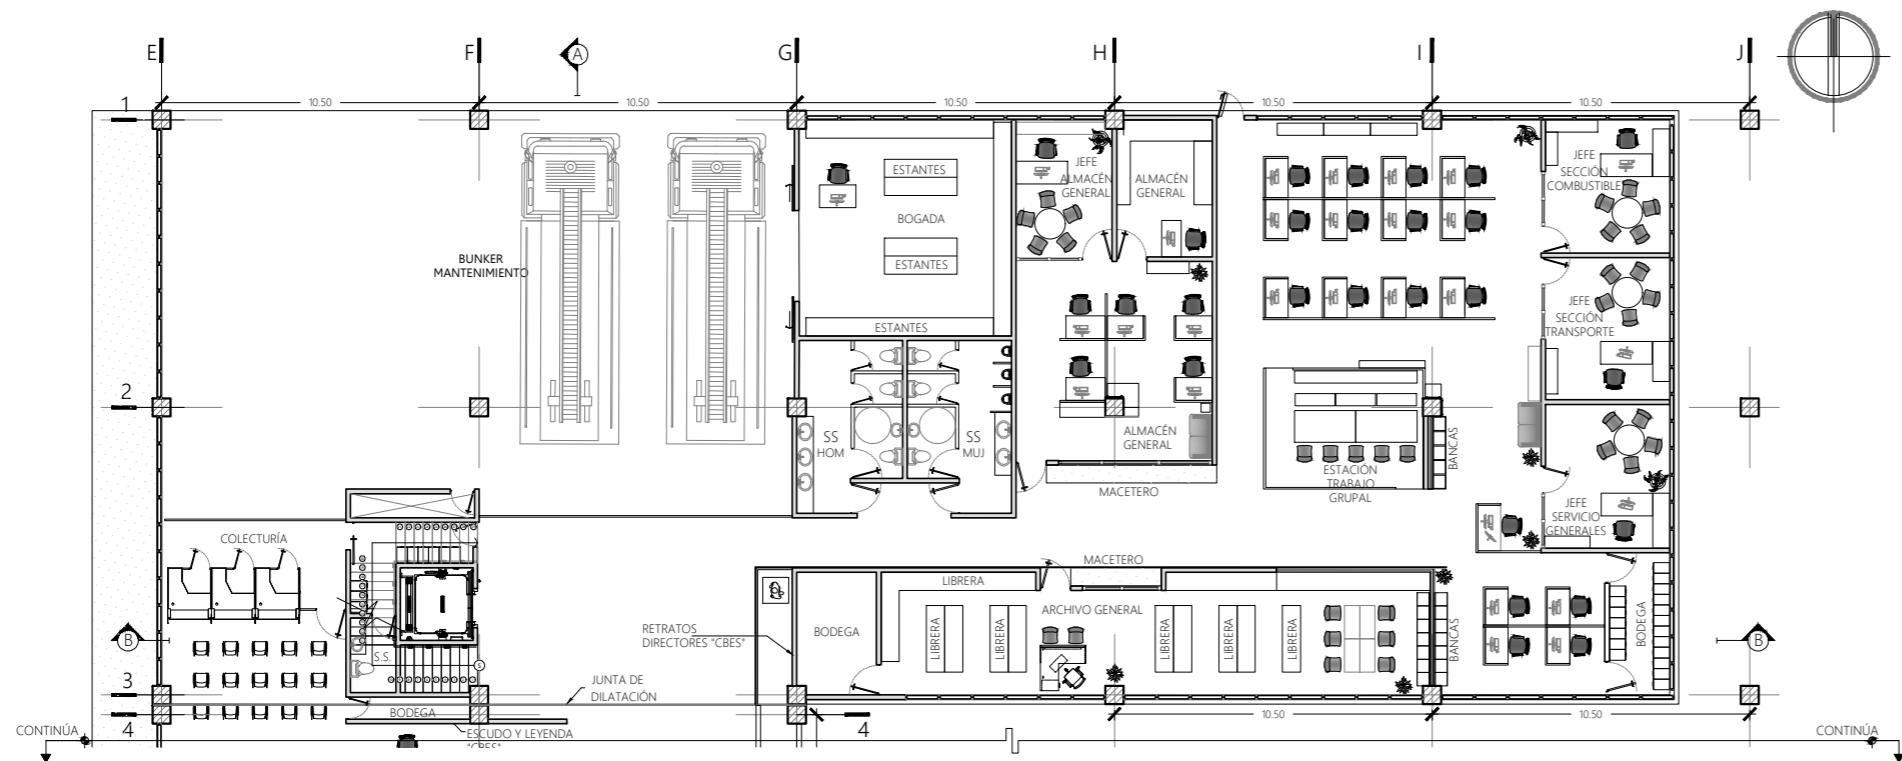 E
F
A
G
H
I
J
1
10.50
10.50
10.50
10.50
10.50
ESTANTES
JEFE
ALMACÉN
GENERAL
ALMACÉN
GENERAL
JEFE
SECCIÓN
COMBUSTIBLE
BOGADA
BUNKER
MANTENIMIENTO
ESTANTES
ESTANTES
JEFE
SECCIÓN
TRANSPORTE
2
SS
HOM
SS
MUJ
ALMACÉN
GENERAL
BANCAS
ESTACIÓN
TRABAJO
GRUPAL
MACETERO
JEFE
SERVICIO
GENERALES
COLECTURÍA
MACETERO
LIBRERA
ARCHIVO GENERAL
BODEGA
RETRATOS
DIRECTORES "CBES"
LIBRERA
LIBRERA
LIBRERA
LIBRERA
LIBRERA
BANCAS
BODEGA
B
B
S.S.
S
3
JUNTA DE
DILATACIÓN
BODEGA
4
4
10.50
10.50
CONTINÚA
ESCUDO Y LEYENDA
"CBES"
CONTINÚA